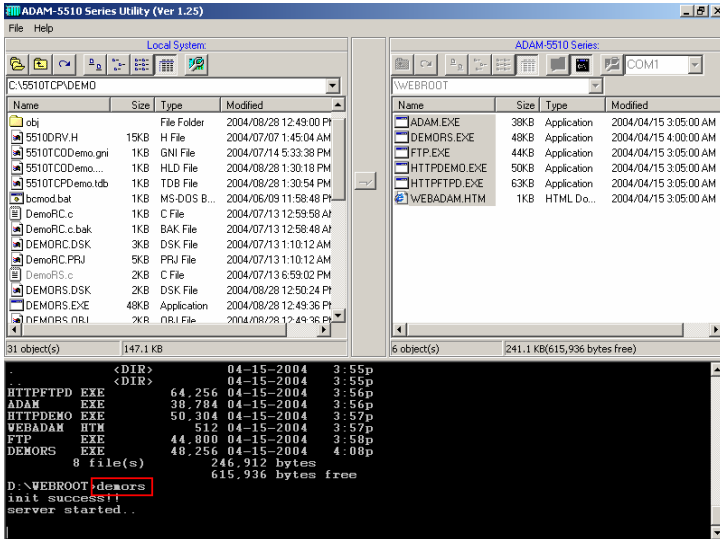 ADAM-5510 Series Utility (Ver 1.25)
File Help
Local System:
C:\5510TCP\DEMO
Name Size Type Modified
obj File Folder 2004/08/28 12:49:00 PM
5510DRV.H 15KB H File 2004/07/07 1:45:04 AM
5510TCODemo.gni 1KB GNI File 2004/07/14 5:33:38 PM
5510TCODemo.... 1KB HLD File 2004/08/28 1:30:18 PM
5510TCPDemo.tdb 1KB TDB File 2004/08/28 1:30:54 PM
bcmod.bat 1KB MS-DOS B... 2004/06/09 11:58:48 PM
DemoRC.c 1KB C File 2004/07/13 12:59:58 AM
DemoRC.c.bak 1KB BAK File 2004/07/13 12:58:48 AM
DEMORC.DSK 3KB DSK File 2004/07/13 1:10:12 AM
DemoRC.PRJ 5KB PRJ File 2004/07/13 1:10:12 AM
DemoRS.c 2KB C File 2004/07/13 6:59:02 PM
DEMORS.DSK 2KB DSK File 2004/08/28 12:50:24 PM
DEMORS.EXE 48KB Application 2004/08/28 12:49:36 PM
DEMORS.OBJ 2KB OBJ File 2004/08/28 12:49:36 PM
31 object(s) 147.1 KB
ADAM-5510 Series:
COM1
\WEBROOT
Name Size Type Modified
ADAM.EXE 38KB Application 2004/04/15 3:05:00 AM
DEMORS.EXE 48KB Application 2004/04/15 4:00:00 AM
FTP.EXE 44KB Application 2004/04/15 3:05:00 AM
HTTPDEMO.EXE 50KB Application 2004/04/15 3:05:00 AM
HTTPFTPD.EXE 63KB Application 2004/04/15 3:05:00 AM
WEBADAM.HTM 1KB HTML Do... 2004/04/15 3:05:00 AM
6 object(s) 241.1 KB(615,936 bytes free)
. <DIR> 04-15-2004 3:55p
.. <DIR> 04-15-2004 3:55p
HTTPFTPD EXE 64,256 04-15-2004 3:56p
ADAM EXE 38,784 04-15-2004 3:56p
HTTPDEMO EXE 50,304 04-15-2004 3:57p
WEBADAM HTM 512 04-15-2004 3:57p
FTP EXE 44,800 04-15-2004 3:58p
DEMORS EXE 48,256 04-15-2004 4:08p
8 file(s) 246,912 bytes
615,936 bytes free
D:\WEBROOT>demors
init success!!
server started..